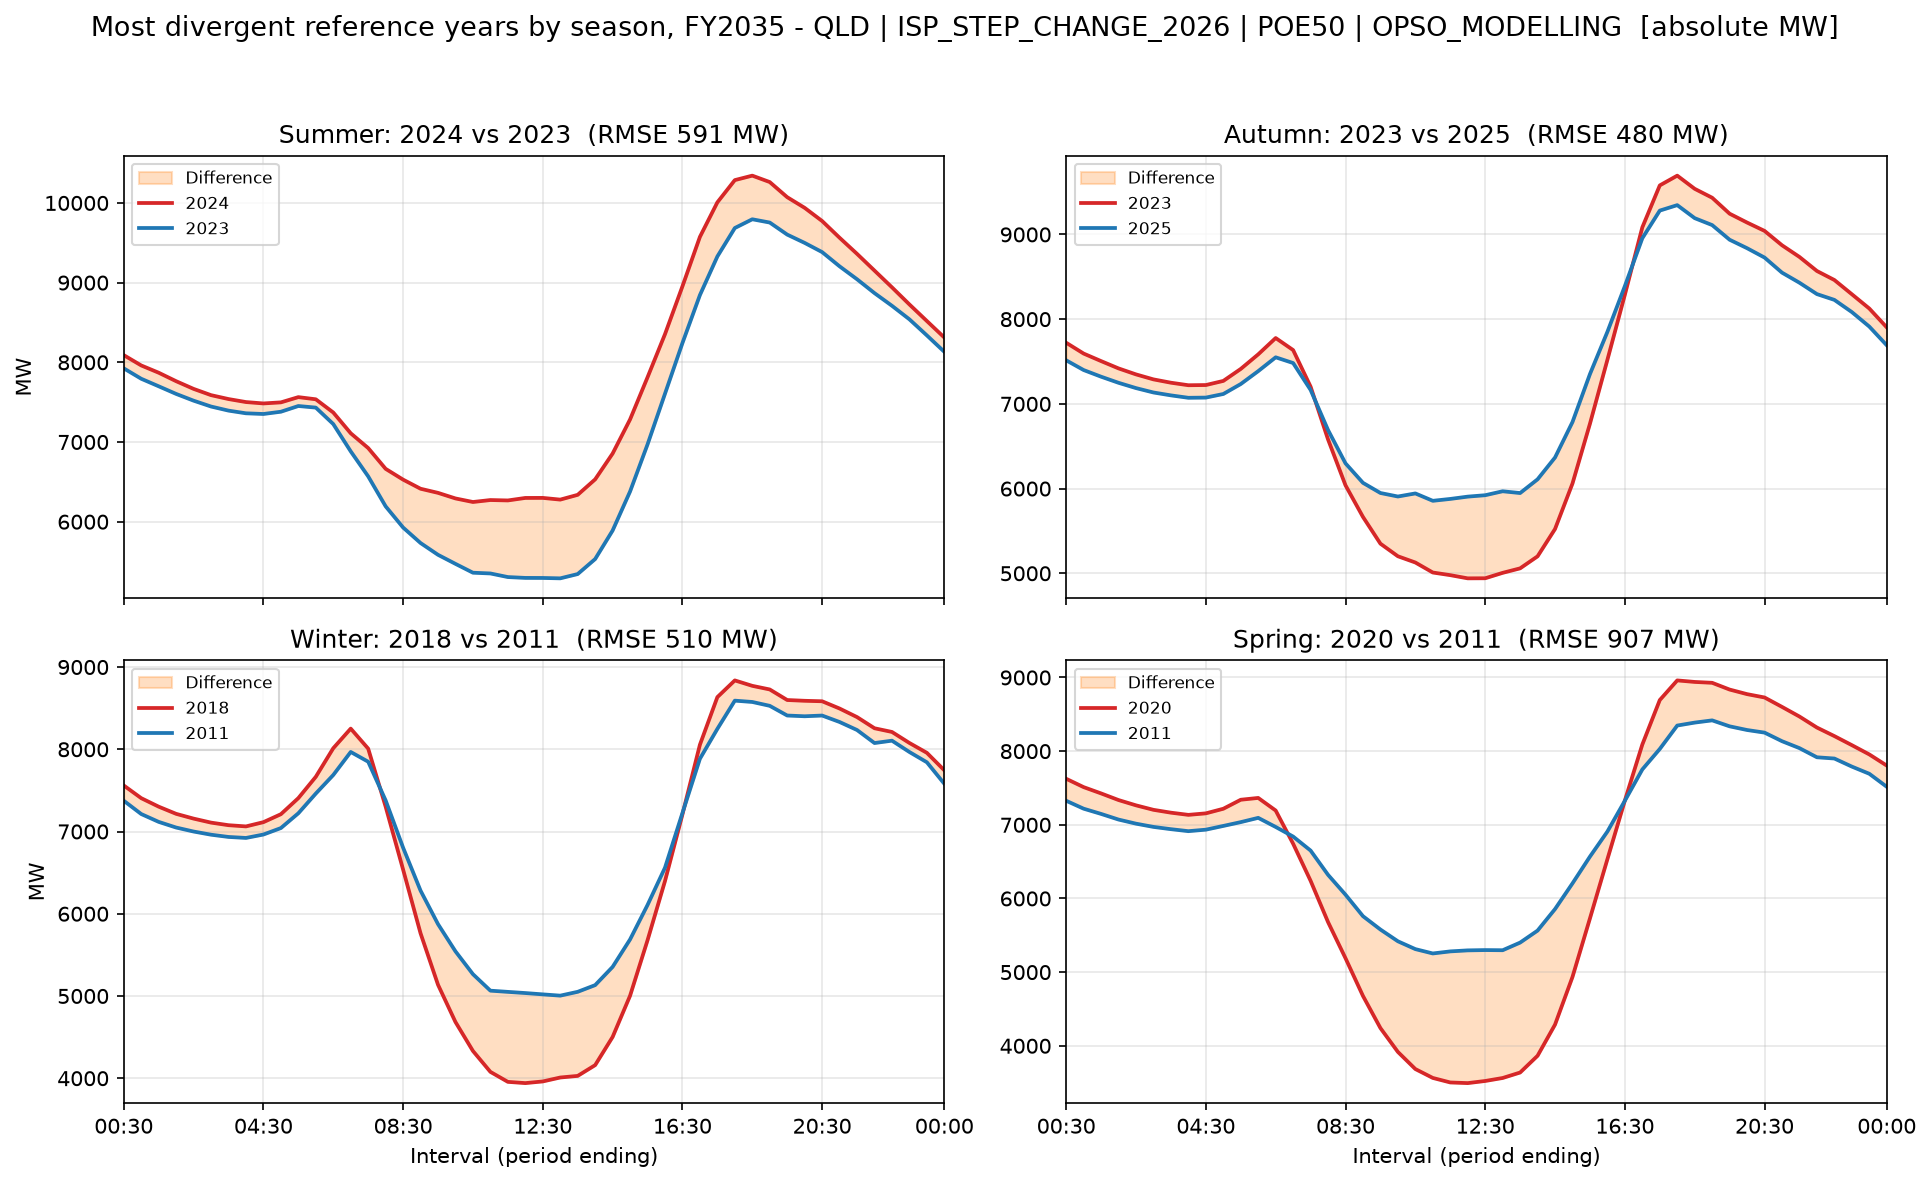 Most divergent reference years by season, FY2035 - QLD | ISP_STEP_CHANGE_2026 | POE50 | OPSO_MODELLING  [absolute MW]
Summer: 2024 vs 2023  (RMSE 591 MW)
Difference
2024
2023
10000
9000
8000
7000
6000
MW
Autumn: 2023 vs 2025  (RMSE 480 MW)
Difference
2023
2025
9000
8000
7000
6000
5000
Winter: 2018 vs 2011  (RMSE 510 MW)
Difference
2018
2011
9000
8000
7000
6000
5000
4000
MW
00:30 04:30 08:30 12:30 16:30 20:30 00:00
Interval (period ending)
Spring: 2020 vs 2011  (RMSE 907 MW)
Difference
2020
2011
9000
8000
7000
6000
5000
4000
00:30 04:30 08:30 12:30 16:30 20:30 00:00
Interval (period ending)